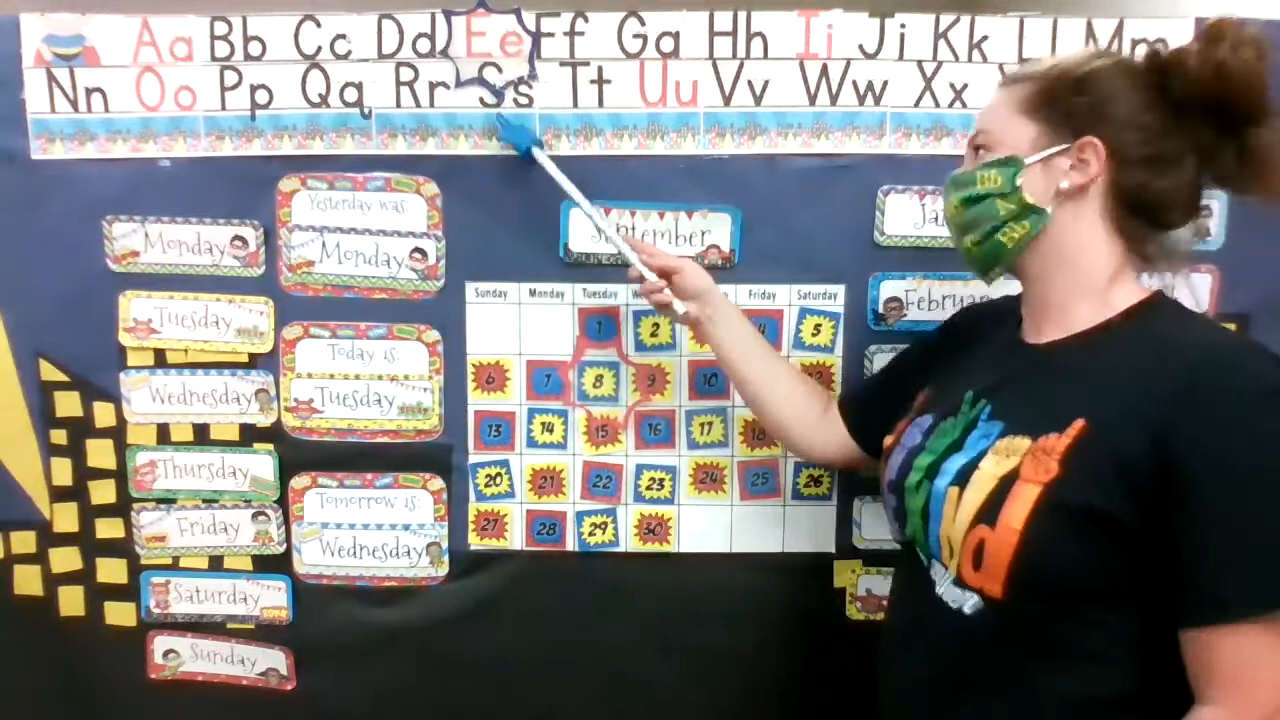 Aa Bb Cc Dd Ee Ff Gg Hh Ii Jj Kk Ll Mm
Nn Oo Pp Qq Rr Ss Tt Uu Vv Ww Xx
Monday
Tuesday
Wednesday
Thursday
Friday
Saturday
Sunday
Yesterday was:
Monday
Today is:
Tuesday
Tomorrow is:
Wednesday
September
Sunday Monday Tuesday Friday Saturday
1 2 4 5
6 7 8 9 10 12
13 14 15 16 17 18
20 21 22 23 24 25 26
27 28 29 30
Bb